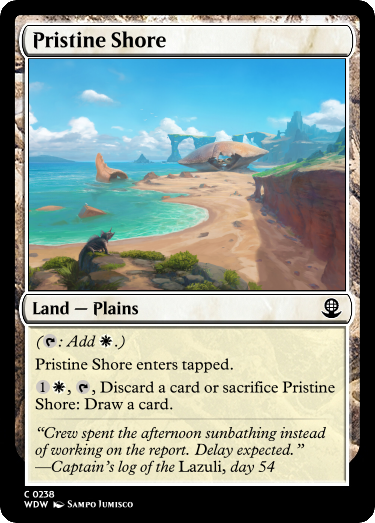 Pristine Shore
Land — Plains
(: Add .)
Pristine Shore enters tapped.
1 , , Discard a card or sacrifice Pristine
Shore: Draw a card.
“Crew spent the afternoon sunbathing instead
of working on the report. Delay expected.”
—Captain’s log of the Lazuli, day 54
C 0238
WDW Sampo Jumisco